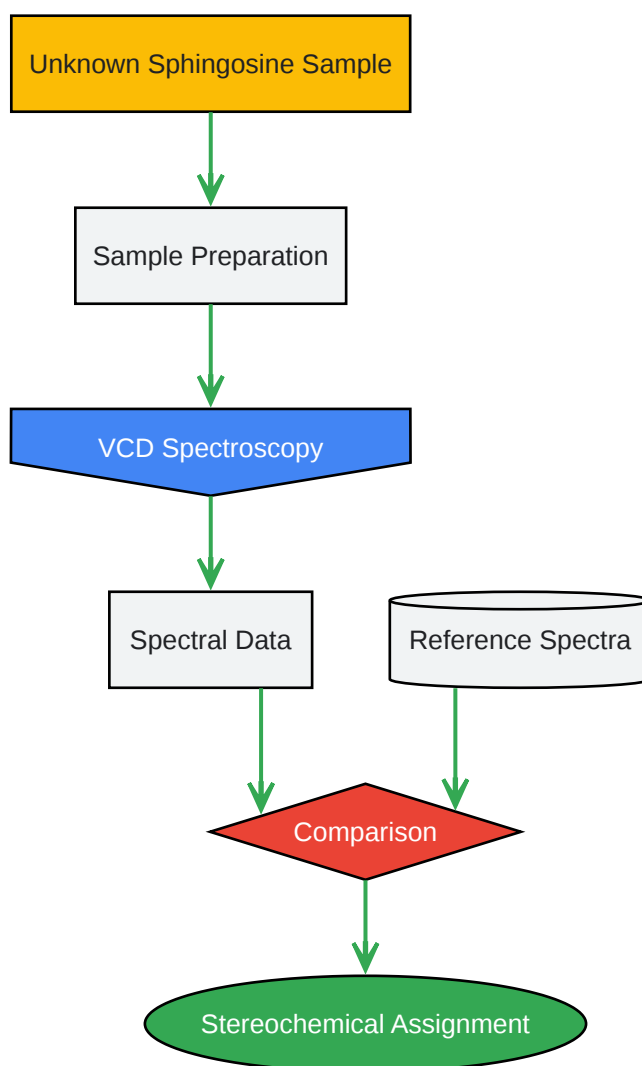 Unknown Sphingosine Sample
Sample Preparation
VCD Spectroscopy
Spectral Data
Reference Spectra
Comparison
Stereochemical Assignment